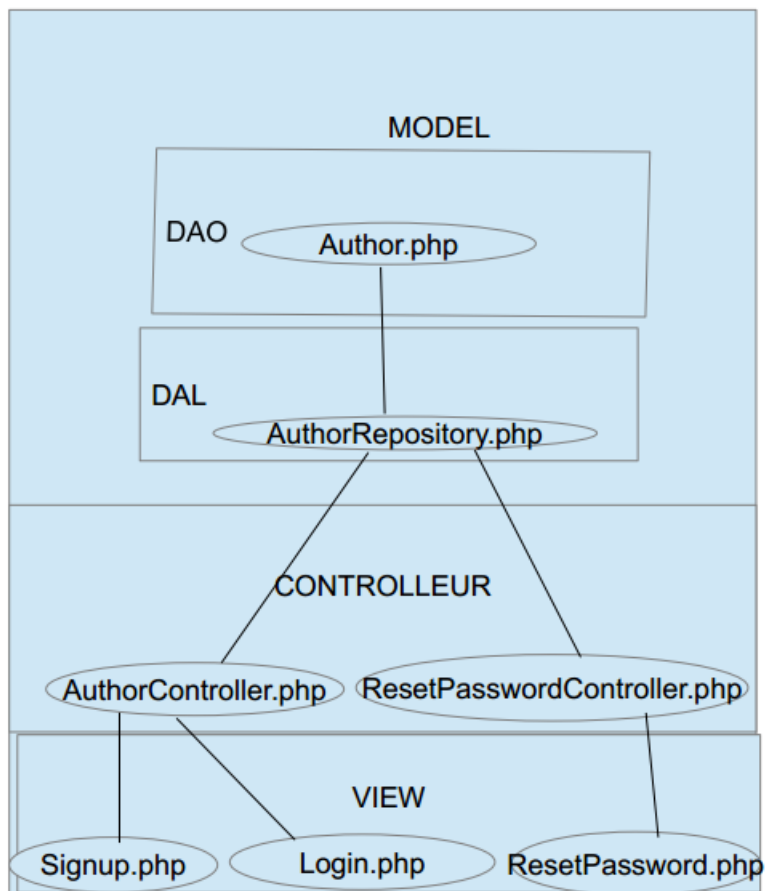 MODEL
DAO
Author.php
DAL
AuthorRepository.php
CONTROLLEUR
AuthorController.php
ResetPasswordController.php
VIEW
Signup.php
Login.php
ResetPassword.php